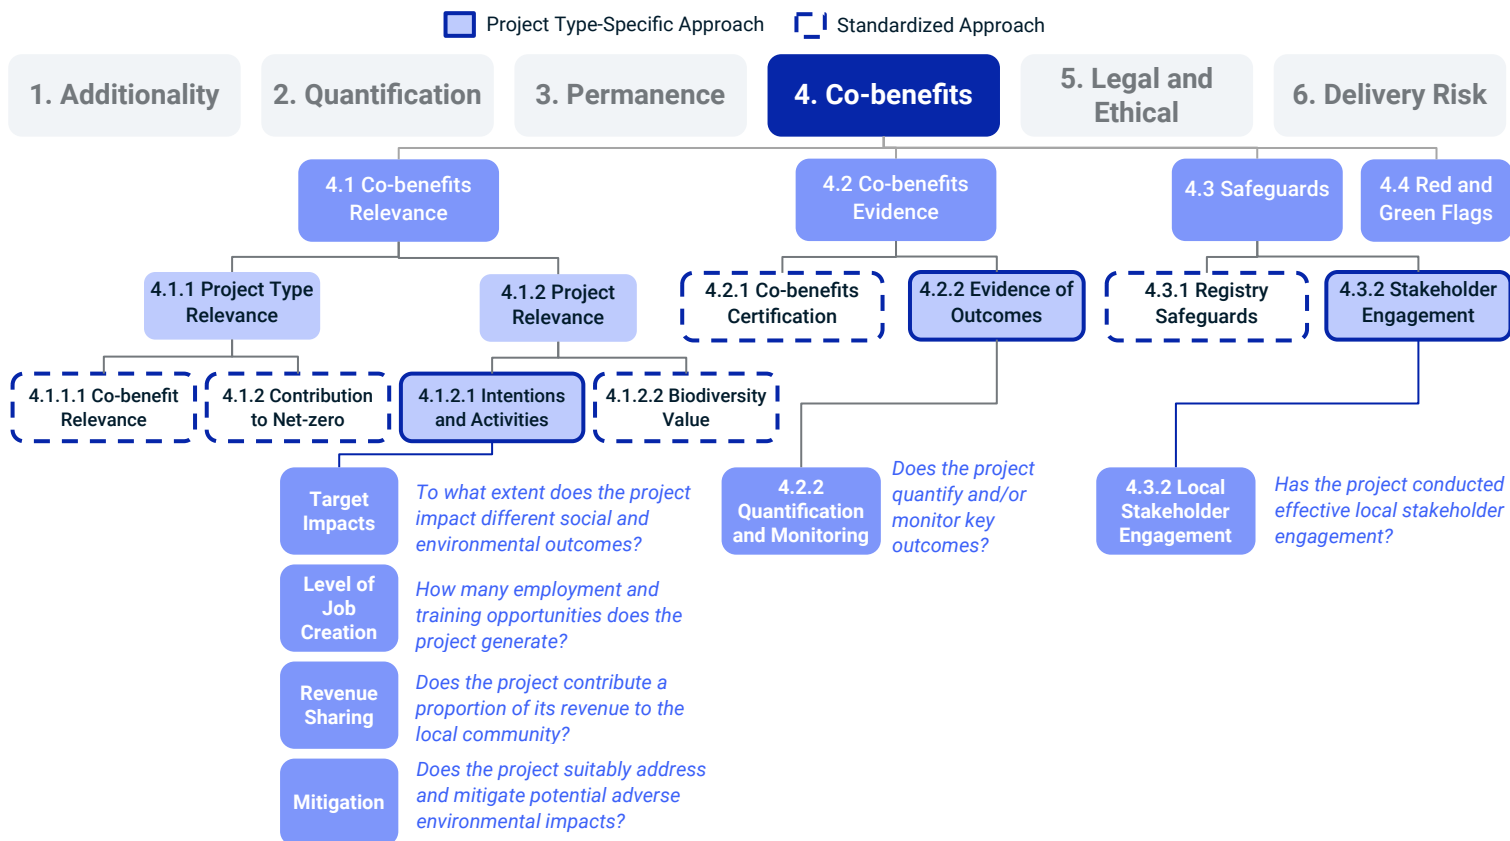 Project Type-Specific Approach
Standardized Approach
1. Additionality
2. Quantification
3. Permanence
4. Co-benefits
5. Legal and
Ethical
6. Delivery Risk
4.1 Co-benefits
Relevance
4.2 Co-benefits
Evidence
4.3 Safeguards
4.4 Red and
Green Flags
4.1.1 Project Type
Relevance
4.1.2 Project
Relevance
4.2.1 Co-benefits
Certification
4.2.2 Evidence of
Outcomes
4.3.1 Registry
Safeguards
4.3.2 Stakeholder
Engagement
4.1.1.1 Co-benefit
Relevance
4.1.2 Contribution
to Net-zero
4.1.2.1 Intentions
and Activities
4.1.2.2 Biodiversity
Value
Target
Impacts
To what extent does the project
impact different social and
environmental outcomes?
4.2.2
Quantification
and Monitoring
Does the project
quantify and/or
monitor key
outcomes?
4.3.2 Local
Stakeholder
Engagement
Has the project conducted
effective local stakeholder
engagement?
Level of
Job
Creation
How many employment and
training opportunities does the
project generate?
Revenue
Sharing
Does the project contribute a
proportion of its revenue to the
local community?
Mitigation
Does the project suitably address
and mitigate potential adverse
environmental impacts?